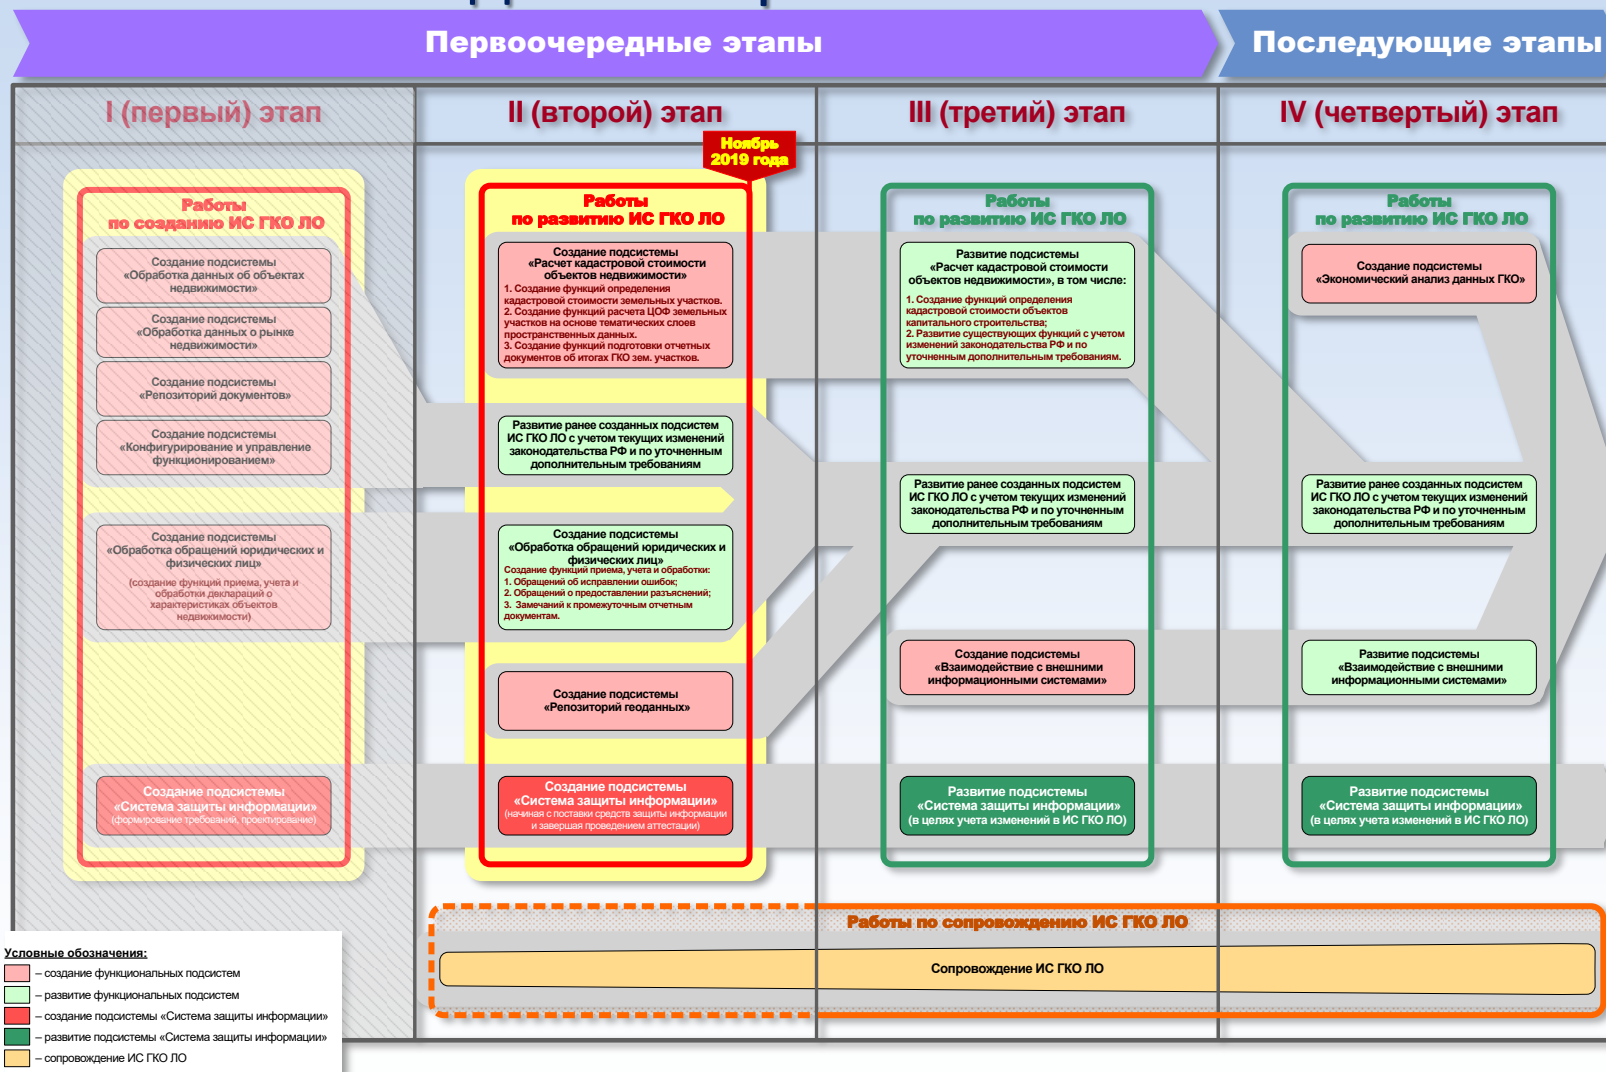 Первоочередные этапы
Последующие этапы
I (первый) этап
II (второй) этап
III (третий) этап
IV (четвертый) этап
Ноябрь
2019 года
Работы
по созданию ИС ГКО ЛО
Создание подсистемы
«Обработка данных об объектах
недвижимости»
Создание подсистемы
«Обработка данных о рынке
недвижимости»
Создание подсистемы
«Репозиторий документов»
Создание подсистемы
«Конфигурирование и управление
функционированием»
Создание подсистемы
«Обработка обращений юридических и
физических лиц»
(создание функций приема, учета и
обработки деклараций о
характеристиках объектов
недвижимости)
Создание подсистемы
«Система защиты информации»
(формирование требований, проектирование)
Работы
по развитию ИС ГКО ЛО
Создание подсистемы
«Расчет кадастровой стоимости
объектов недвижимости»
1. Создание функций определения
кадастровой стоимости земельных участков.
2. Создание функций расчета ЦОФ земельных
участков на основе тематических слоев
пространственных данных.
3. Создание функций подготовки отчетных
документов об итогах ГКО зем. участков.
Развитие ранее созданных подсистем
ИС ГКО ЛО с учетом текущих изменений
законодательства РФ и по уточненным
дополнительным требованиям
Создание подсистемы
«Обработка обращений юридических и
физических лиц»
Создание функций приема, учета и обработки:
1. Обращений об исправлении ошибок;
2. Обращений о предоставлении разъяснений;
3. Замечаний к промежуточным отчетным
документам.
Создание подсистемы
«Репозиторий геоданных»
Создание подсистемы
«Система защиты информации»
(начиная с поставки средств защиты информации
и завершая проведением аттестации)
Работы
по развитию ИС ГКО ЛО
Развитие подсистемы
«Расчет кадастровой стоимости
объектов недвижимости», в том числе:
1. Создание функций определения
кадастровой стоимости объектов
капитального строительства;
2. Развитие существующих функций с учетом
изменений законодательства РФ и по
уточненным дополнительным требованиям.
Развитие ранее созданных подсистем
ИС ГКО ЛО с учетом текущих изменений
законодательства РФ и по уточненным
дополнительным требованиям
Создание подсистемы
«Взаимодействие с внешними
информационными системами»
Развитие подсистемы
«Система защиты информации»
(в целях учета изменений в ИС ГКО ЛО)
Работы
по развитию ИС ГКО ЛО
Создание подсистемы
«Экономический анализ данных ГКО»
Развитие ранее созданных подсистем
ИС ГКО ЛО с учетом текущих изменений
законодательства РФ и по уточненным
дополнительным требованиям
Развитие подсистемы
«Взаимодействие с внешними
информационными системами»
Развитие подсистемы
«Система защиты информации»
(в целях учета изменений в ИС ГКО ЛО)
Работы по сопровождению ИС ГКО ЛО
Сопровождение ИС ГКО ЛО
Условные обозначения:
– создание функциональных подсистем
– развитие функциональных подсистем
– создание подсистемы «Система защиты информации»
– развитие подсистемы «Система защиты информации»
– сопровождение ИС ГКО ЛО